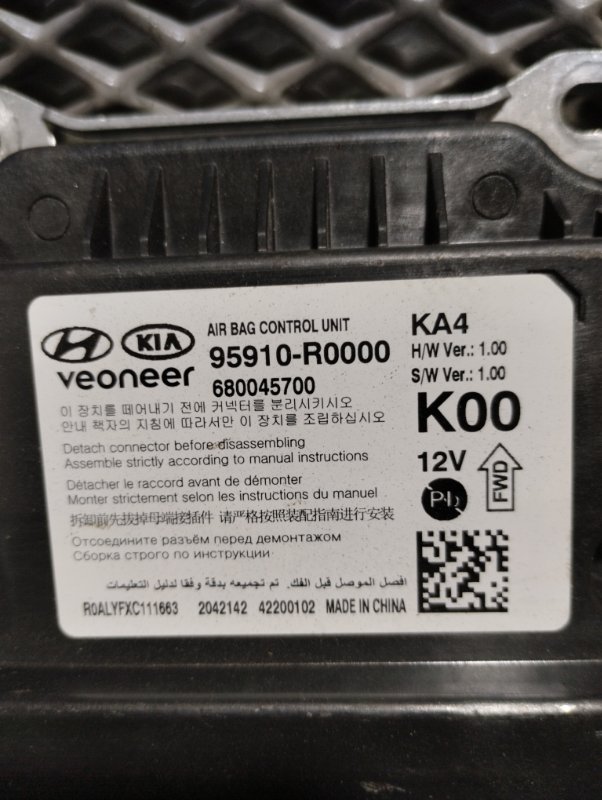 KIA
veoneer
AIR BAG CONTROL UNIT
95910-R0000
680045700
KA4
H/W Ver.: 1.00
S/W Ver.: 1.00
K00
이 장치를 떼어내기 전에 커넥터를 분리시키시오
안내 책자의 지침에 따라서만 이 장치를 조립하십시오
Detach connector before disassembling
Assemble strictly according to manual instructions
12V
FWD
Détacher le raccord avant de démonter
Monter strictement selon les instructions du manuel
拆卸前先拔掉母端接插件 请严格按照装配指南进行安装
Отсоедините разъём перед демонтажом
Сборка строго по инструкции
افصل الموصل قبل الفك. تم تجميعه بدقة وفقا لدليل التعليمات
R0ALYFXC111663 2042142 42200102 MADE IN CHINA